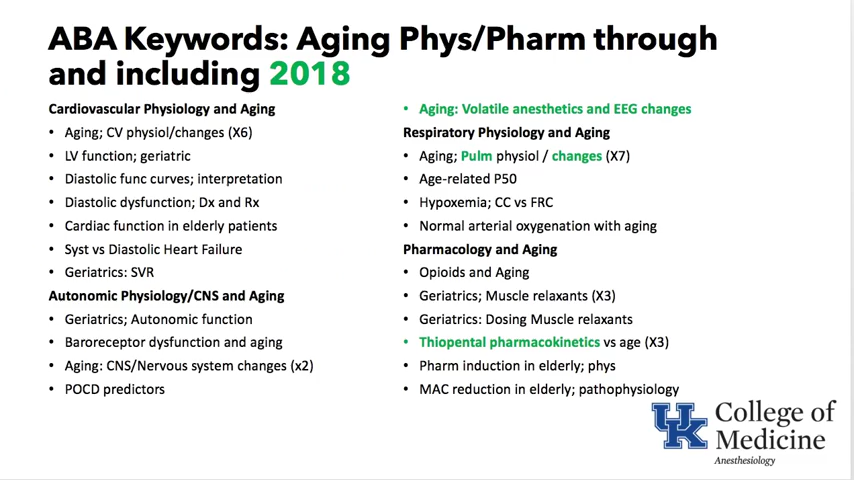 ABA Keywords: Aging Phys/Pharm through
and including 2018
Cardiovascular Physiology and Aging
• Aging; CV physiol/changes (X6)
• LV function; geriatric
• Diastolic func curves; interpretation
• Diastolic dysfunction; Dx and Rx
• Cardiac function in elderly patients
• Syst vs Diastolic Heart Failure
• Geriatrics: SVR
Autonomic Physiology/CNS and Aging
• Geriatrics; Autonomic function
• Baroreceptor dysfunction and aging
• Aging: CNS/Nervous system changes (x2)
• POCD predictors
• Aging: Volatile anesthetics and EEG changes
Respiratory Physiology and Aging
• Aging; Pulm physiol / changes (X7)
• Age-related P50
• Hypoxemia; CC vs FRC
• Normal arterial oxygenation with aging
Pharmacology and Aging
• Opioids and Aging
• Geriatrics; Muscle relaxants (X3)
• Geriatrics: Dosing Muscle relaxants
• Thiopental pharmacokinetics vs age (X3)
• Pharm induction in elderly; phys
• MAC reduction in elderly; pathophysiology
UK
College of
Medicine
Anesthesiology